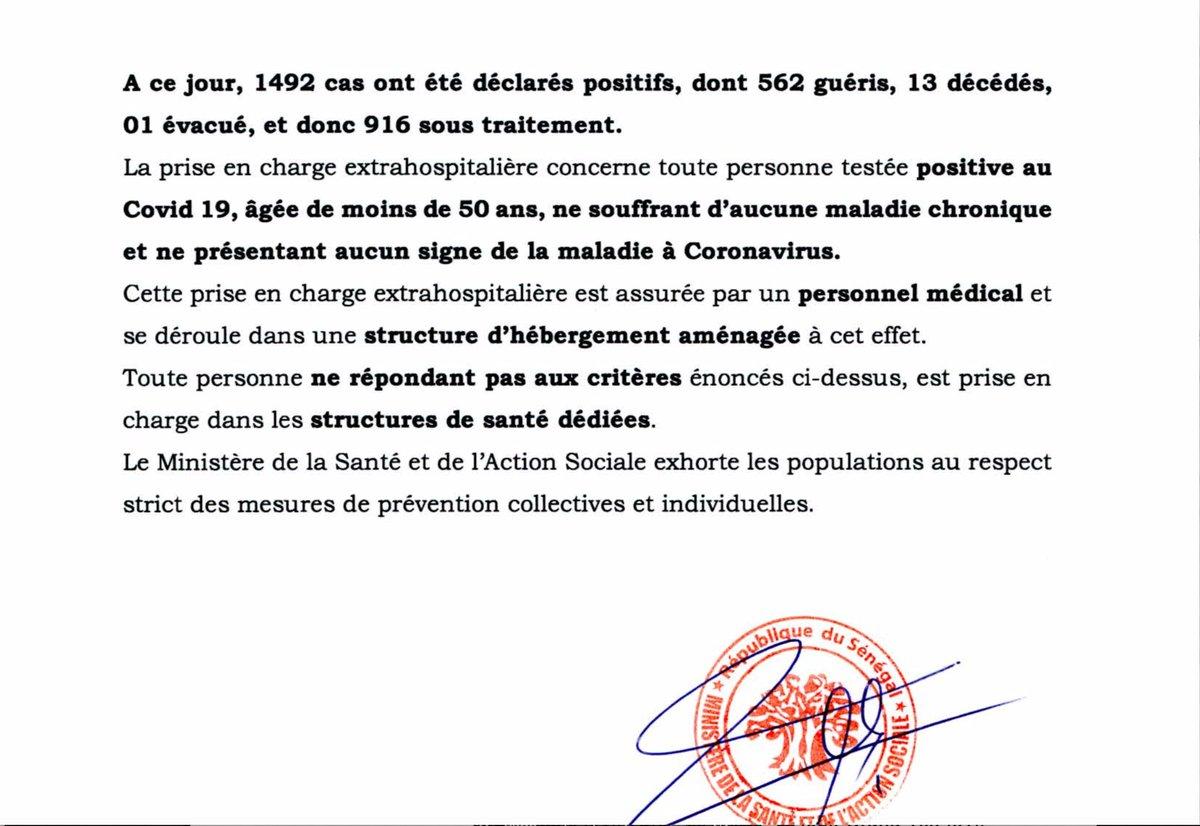 A ce jour, 1492 cas ont été déclarés positifs, dont 562 guéris, 13 décédés,
01 évacué, et donc 916 sous traitement.
La prise en charge extrahospitalière concerne toute personne testée positive au
Covid 19, âgée de moins de 50 ans, ne souffrant d’aucune maladie chronique
et ne présentant aucun signe de la maladie à Coronavirus.
Cette prise en charge extrahospitalière est assurée par un personnel médical et
se déroule dans une structure d’hébergement aménagée à cet effet.
Toute personne ne répondant pas aux critères énoncés ci-dessus, est prise en
charge dans les structures de santé dédiées.
Le Ministère de la Santé et de l’Action Sociale exhorte les populations au respect
strict des mesures de prévention collectives et individuelles.
République du Sénégal
MINISTÈRE DE LA SANTÉ ET DE L'ACTION SOCIALE